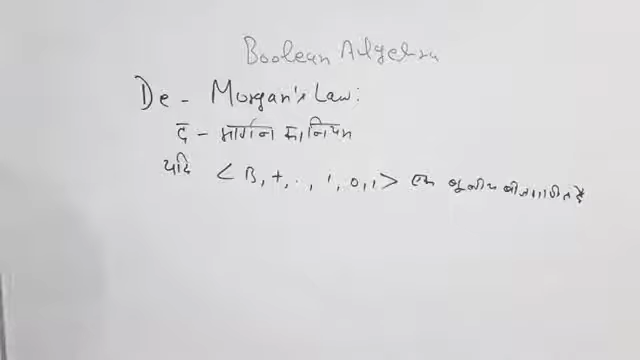 Boolean Algebra
De - Morgan's Law:
द - मार्गन का नियम
यदि < B, +, ., ', 0, 1 > एक बूलीय बीजगणित है